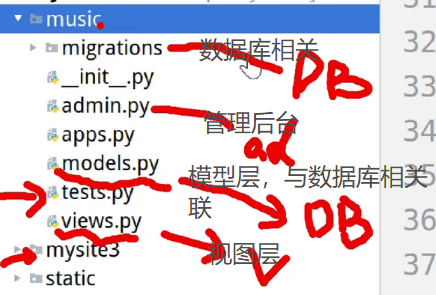 music
migrations 数据库相关
DB
__init__.py
admin.py
管理后台
ad
apps.py
models.py
模型层，与数据库相关
联
tests.py
DB
views.py
视图层
mysite3
static
32
33
34
35
36
37